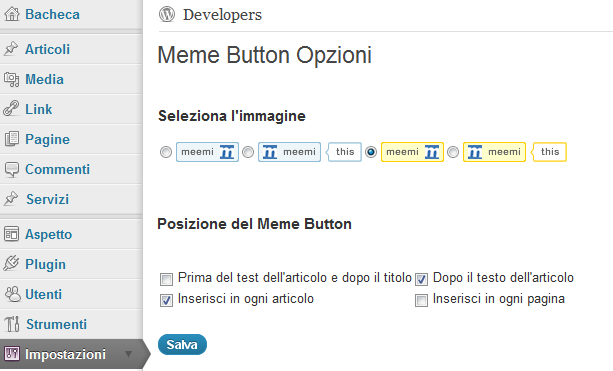 Bacheca
Articoli
Media
Link
Pagine
Commenti
Servizi
Aspetto
Plugin
Utenti
Strumenti
Impostazioni
Developers
Meme Button Opzioni
Seleziona l'immagine
meemi meemi this meemi meemi this
Posizione del Meme Button
Prima del test dell'articolo e dopo il titolo Dopo il testo dell'articolo
Inserisci in ogni articolo Inserisci in ogni pagina
Salva